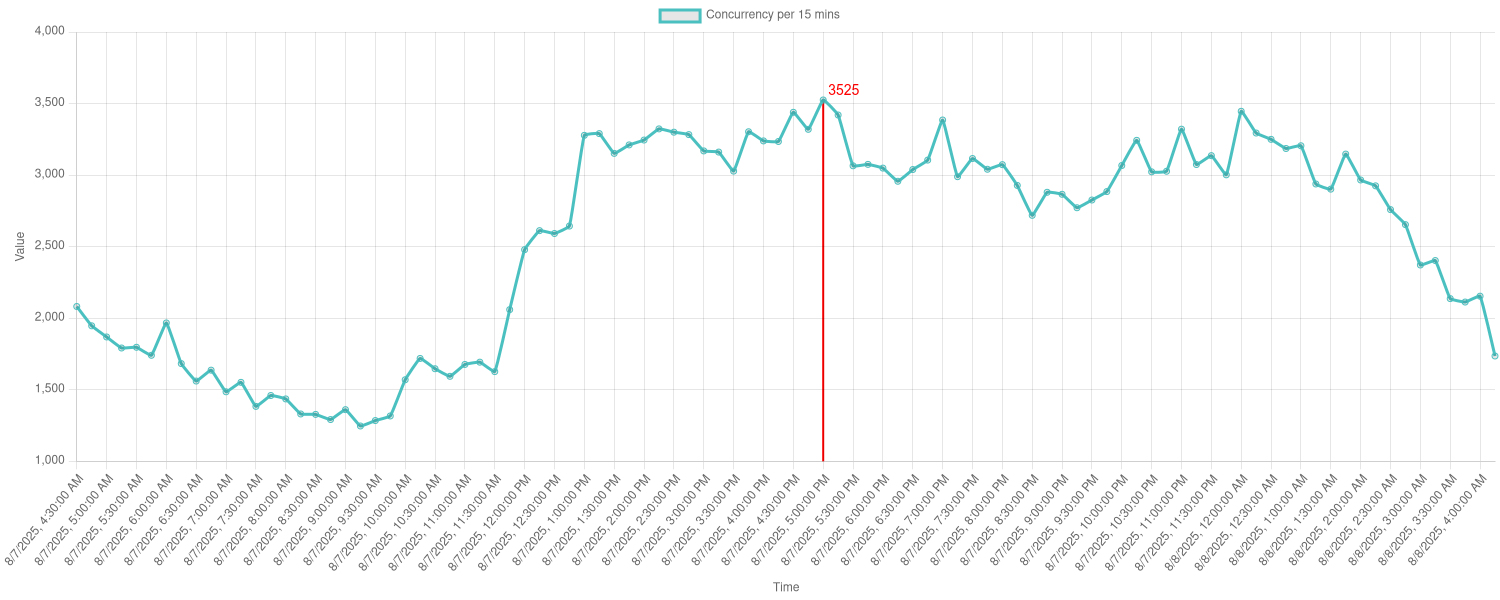 Concurrency per 15 mins
4,000
3,500
3,000
2,500
2,000
1,500
1,000
Value
3525
8/7/2025, 4:30:00 AM
8/7/2025, 5:00:00 AM
8/7/2025, 5:30:00 AM
8/7/2025, 6:00:00 AM
8/7/2025, 6:30:00 AM
8/7/2025, 7:00:00 AM
8/7/2025, 7:30:00 AM
8/7/2025, 8:00:00 AM
8/7/2025, 8:30:00 AM
8/7/2025, 9:00:00 AM
8/7/2025, 9:30:00 AM
8/7/2025, 10:00:00 AM
8/7/2025, 10:30:00 AM
8/7/2025, 11:00:00 AM
8/7/2025, 11:30:00 AM
8/7/2025, 12:00:00 PM
8/7/2025, 12:30:00 PM
8/7/2025, 1:00:00 PM
8/7/2025, 1:30:00 PM
8/7/2025, 2:00:00 PM
8/7/2025, 2:30:00 PM
8/7/2025, 3:00:00 PM
8/7/2025, 3:30:00 PM
8/7/2025, 4:00:00 PM
8/7/2025, 4:30:00 PM
8/7/2025, 5:00:00 PM
8/7/2025, 5:30:00 PM
8/7/2025, 6:00:00 PM
8/7/2025, 6:30:00 PM
8/7/2025, 7:00:00 PM
8/7/2025, 7:30:00 PM
8/7/2025, 8:00:00 PM
8/7/2025, 8:30:00 PM
8/7/2025, 9:00:00 PM
8/7/2025, 9:30:00 PM
8/7/2025, 10:00:00 PM
8/7/2025, 10:30:00 PM
8/7/2025, 11:00:00 PM
8/7/2025, 11:30:00 PM
8/8/2025, 12:00:00 AM
8/8/2025, 12:30:00 AM
8/8/2025, 1:00:00 AM
8/8/2025, 1:30:00 AM
8/8/2025, 2:00:00 AM
8/8/2025, 2:30:00 AM
8/8/2025, 3:00:00 AM
8/8/2025, 3:30:00 AM
8/8/2025, 4:00:00 AM
Time